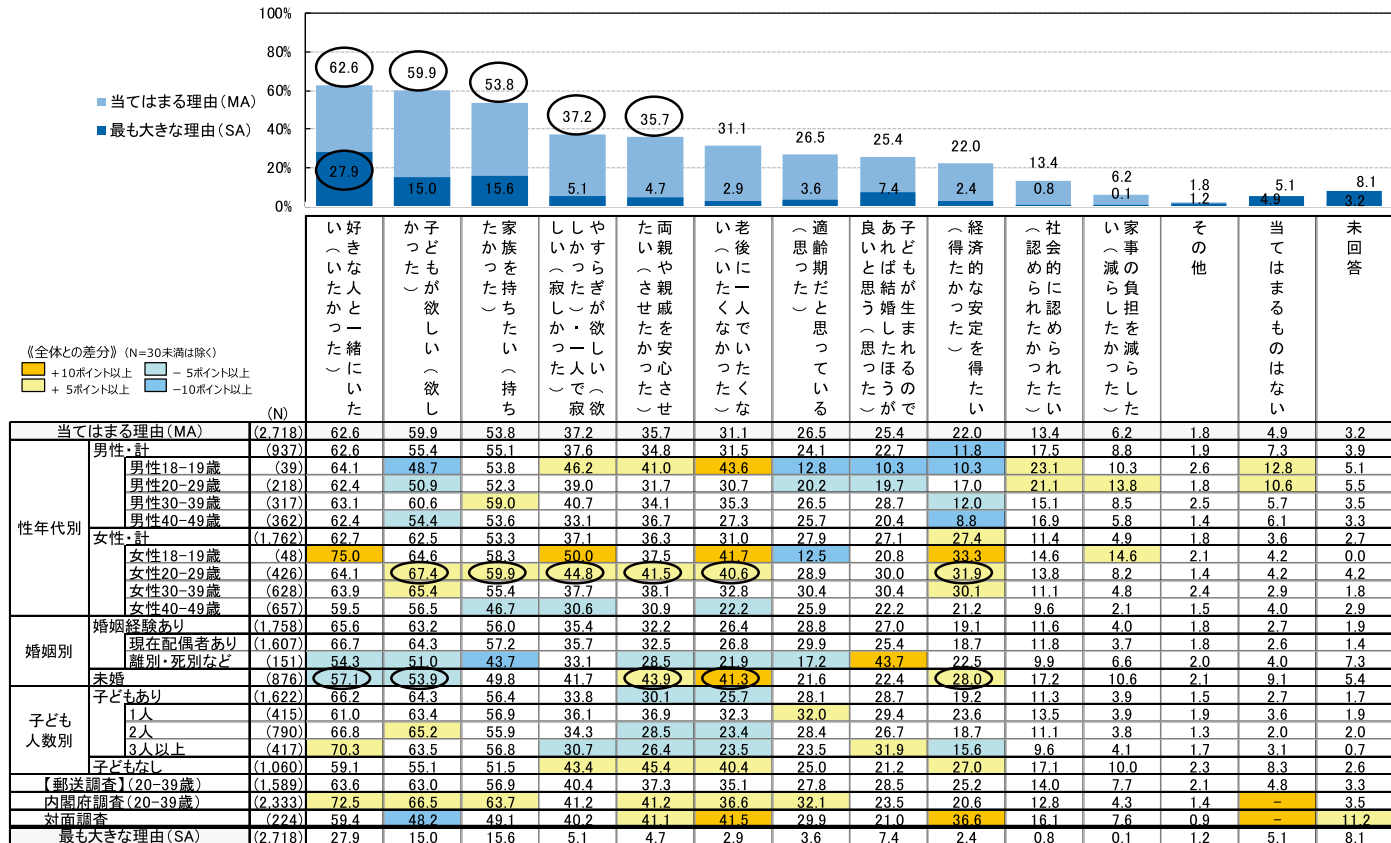 100%
80%
60%
40%
20%
0%
当てはまる理由(MA)
最も大きな理由(SA)
62.6 59.9 53.8 37.2 35.7 31.1 26.5 25.4 22.0 13.4 6.2 1.8 5.1 8.1
27.9 15.0 15.6 5.1 4.7 2.9 3.6 7.4 2.4 0.8 0.1 1.2 4.9 3.2
好きな人と一緒にいた
い(いたかった)
子どもが欲しい(欲し
かった)
家族を持ちたい(持ち
たかった)
やすらぎが欲しい(欲
しかった)・一人で寂
しい(寂しかった)
両親や親戚を安心させ
たい(させたかった)
老後に一人でいたくな
い(いたくなかった)
適齢期だと思っている
(思った)
子どもが生まれるので
あれば結婚したほうが
良いと思う(思った)
経済的な安定を得たい
(得たかった)
社会的に認められたい
(認められたかった)
家事の負担を減らした
い(減らしたかった)
その他
当てはまるものはない
未回答
《全体との差分》(N=30未満は除く)
+10ポイント以上 -5ポイント以上
+5ポイント以上 -10ポイント以上
(N)
当てはまる理由(MA) (2,718) 62.6 59.9 53.8 37.2 35.7 31.1 26.5 25.4 22.0 13.4 6.2 1.8 4.9 3.2
性年代別
男性・計 (937) 62.6 55.4 55.1 37.6 34.8 31.5 24.1 22.7 11.8 17.5 8.8 1.9 7.3 3.9
男性18-19歳 (39) 64.1 48.7 53.8 46.2 41.0 43.6 12.8 10.3 10.3 23.1 10.3 2.6 12.8 5.1
男性20-29歳 (218) 62.4 50.9 52.3 39.0 31.7 30.7 20.2 19.7 17.0 21.1 13.8 1.8 10.6 5.5
男性30-39歳 (317) 63.1 60.6 59.0 40.7 34.1 35.3 26.5 28.7 12.0 15.1 8.5 2.5 5.7 3.5
男性40-49歳 (362) 62.4 54.4 53.6 33.1 36.7 27.3 25.7 20.4 8.8 16.9 5.8 1.4 6.1 3.3
女性・計 (1,762) 62.7 62.5 53.3 37.1 36.3 31.0 27.9 27.1 27.4 11.4 4.9 1.8 3.6 2.7
女性18-19歳 (48) 75.0 64.6 58.3 50.0 37.5 41.7 12.5 20.8 33.3 14.6 14.6 2.1 4.2 0.0
女性20-29歳 (426) 64.1 67.4 59.9 44.8 41.5 40.6 28.9 30.0 31.9 13.8 8.2 1.4 4.2 4.2
女性30-39歳 (628) 63.9 65.4 55.4 37.7 38.1 32.8 30.4 30.4 30.1 11.1 4.8 2.4 2.9 1.8
女性40-49歳 (657) 59.5 56.5 46.7 30.6 30.9 22.2 25.9 22.2 21.2 9.6 2.1 1.5 4.0 2.9
婚姻別
婚姻経験あり (1,758) 65.6 63.2 56.0 35.4 32.2 26.4 28.8 27.0 19.1 11.6 4.0 1.8 2.7 1.9
現在配偶者あり (1,607) 66.7 64.3 57.2 35.7 32.5 26.8 29.9 25.4 18.7 11.8 3.7 1.8 2.6 1.4
離別・死別など (151) 54.3 51.0 43.7 33.1 28.5 21.9 17.2 43.7 22.5 9.9 6.6 2.0 4.0 7.3
未婚 (876) 57.1 53.9 49.8 41.7 43.9 41.3 21.6 22.4 28.0 17.2 10.6 2.1 9.1 5.4
子ども
人数別
子どもあり (1,622) 66.2 64.3 56.4 33.8 30.1 25.7 28.1 28.7 19.2 11.3 3.9 1.5 2.7 1.7
1人 (415) 61.0 63.4 56.9 36.1 36.9 32.3 32.0 29.4 23.6 13.5 3.9 1.9 3.6 1.9
2人 (790) 66.8 65.2 55.9 34.3 28.5 23.4 28.4 26.7 18.7 11.1 3.8 1.3 2.0 2.0
3人以上 (417) 70.3 63.5 56.8 30.7 26.4 23.5 23.5 31.9 15.6 9.6 4.1 1.7 3.1 0.7
子どもなし (1,060) 59.1 55.1 51.5 43.4 45.4 40.4 25.0 21.2 27.0 17.1 10.0 2.3 8.3 2.6
【郵送調査】(20-39歳) (1,589) 63.6 63.0 56.9 40.4 37.3 35.1 27.8 28.5 25.2 14.0 7.7 2.1 4.8 3.3
内閣府調査(20-39歳) (2,333) 72.5 66.5 63.7 41.2 41.2 36.6 32.1 23.5 20.6 12.8 4.3 1.4 - 3.5
対面調査 (224) 59.4 48.2 49.1 40.2 41.1 41.5 29.9 21.0 36.6 16.1 7.6 0.9 - 11.2
最も大きな理由(SA) (2,718) 27.9 15.0 15.6 5.1 4.7 2.9 3.6 7.4 2.4 0.8 0.1 1.2 5.1 8.1